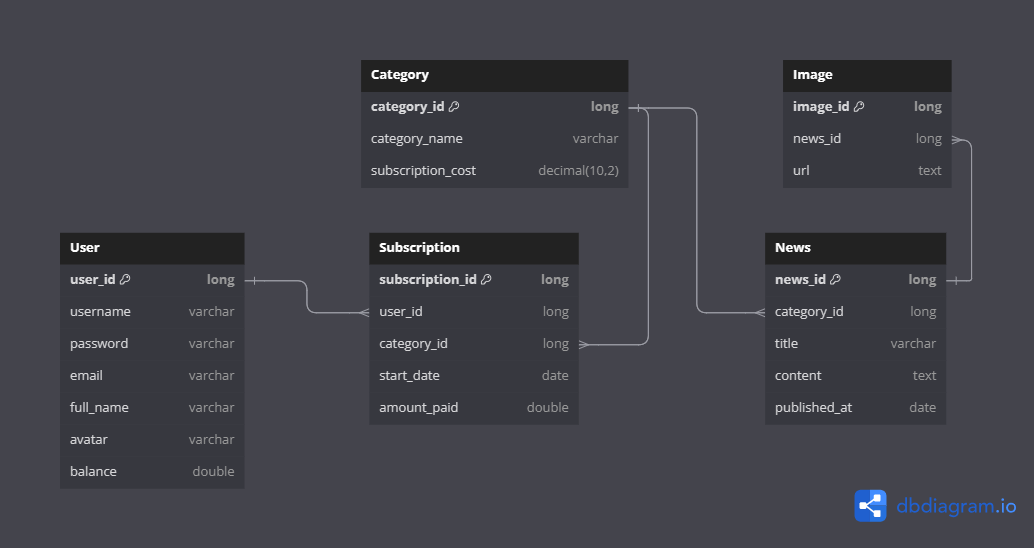 Category
category_id long
category_name varchar
subscription_cost decimal(10,2)
Image
image_id long
news_id long
url text
User
user_id long
username varchar
password varchar
email varchar
full_name varchar
avatar varchar
balance double
Subscription
subscription_id long
user_id long
category_id long
start_date date
amount_paid double
News
news_id long
category_id long
title varchar
content text
published_at date
dbdiagram.io